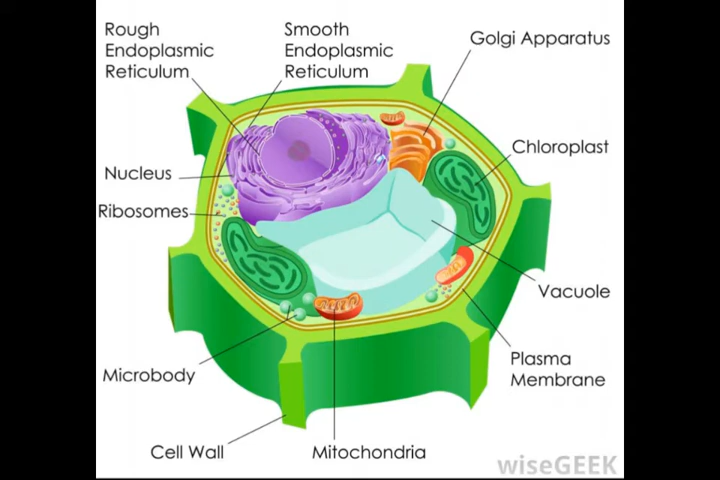 Rough
Endoplasmic
Reticulum
Smooth
Endoplasmic
Reticulum
Golgi Apparatus
Chloroplast
Nucleus
Ribosomes
Vacuole
Plasma
Membrane
Microbody
Cell Wall
Mitochondria
wiseGEEK